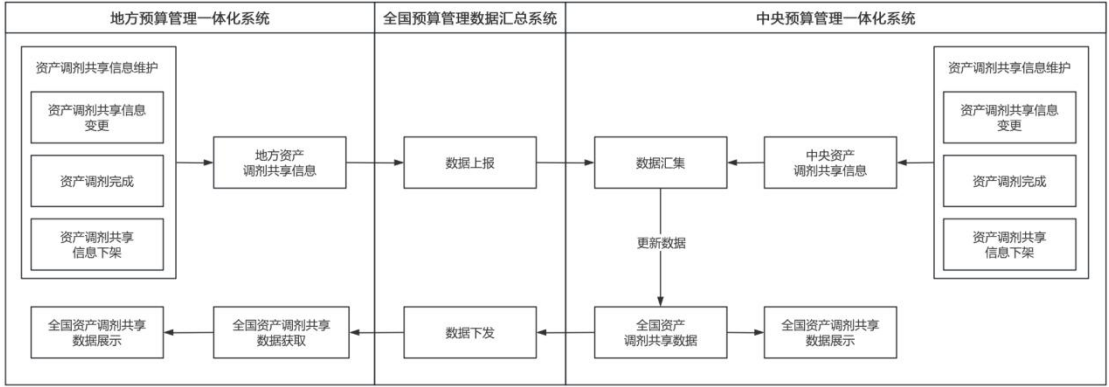 地方预算管理一体化系统
全国预算管理数据汇总系统
中央预算管理一体化系统
资产调剂共享信息维护
资产调剂共享信息
变更
资产调剂完成
资产调剂共享
信息下架
地方资产
调剂共享信息
数据上报
数据汇集
中央资产
调剂共享信息
资产调剂共享信息维护
资产调剂共享信息
变更
资产调剂完成
资产调剂共享
信息下架
更新数据
全国资产调剂共享
数据展示
全国资产调剂共享
数据获取
数据下发
全国资产
调剂共享数据
全国资产调剂共享
数据展示